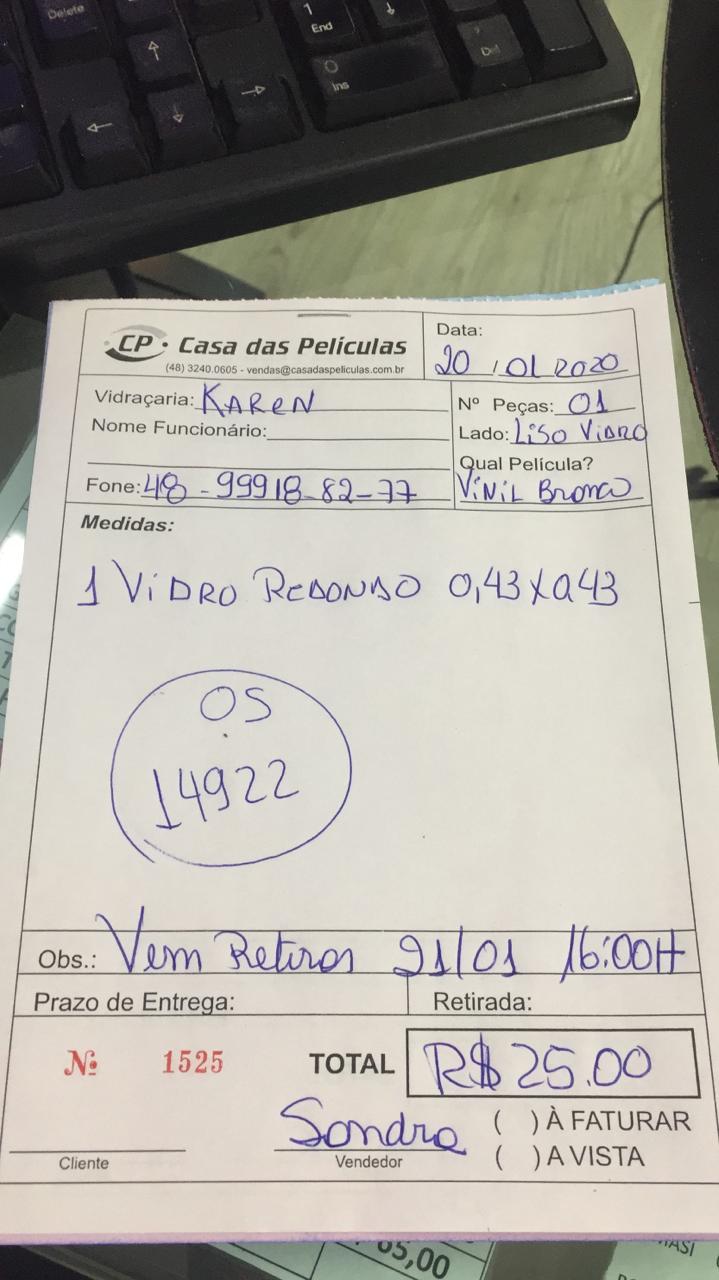 Delete
1
End
0
Ins
Del
CP · Casa das Películas
(48) 3240.0605 - vendas@casadaspeliculas.com.br
Data:
20/01/2020
Vidraçaria: KAREN
Nome Funcionário:
Fone: 48-99918-82-77
Nº Peças: 01
Lado: Liso Vidro
Qual Película?
Vinil Branco
Medidas:
1 VIDRO REDONDO 0,43 X 0,43
OS
14922
Obs.: Vem Retirar 21/01 16:00H
Prazo de Entrega:
Retirada:
Nº 1525
TOTAL R$ 25.00
Sandra
Cliente
Vendedor
( ) À FATURAR
( ) A VISTA
65,00